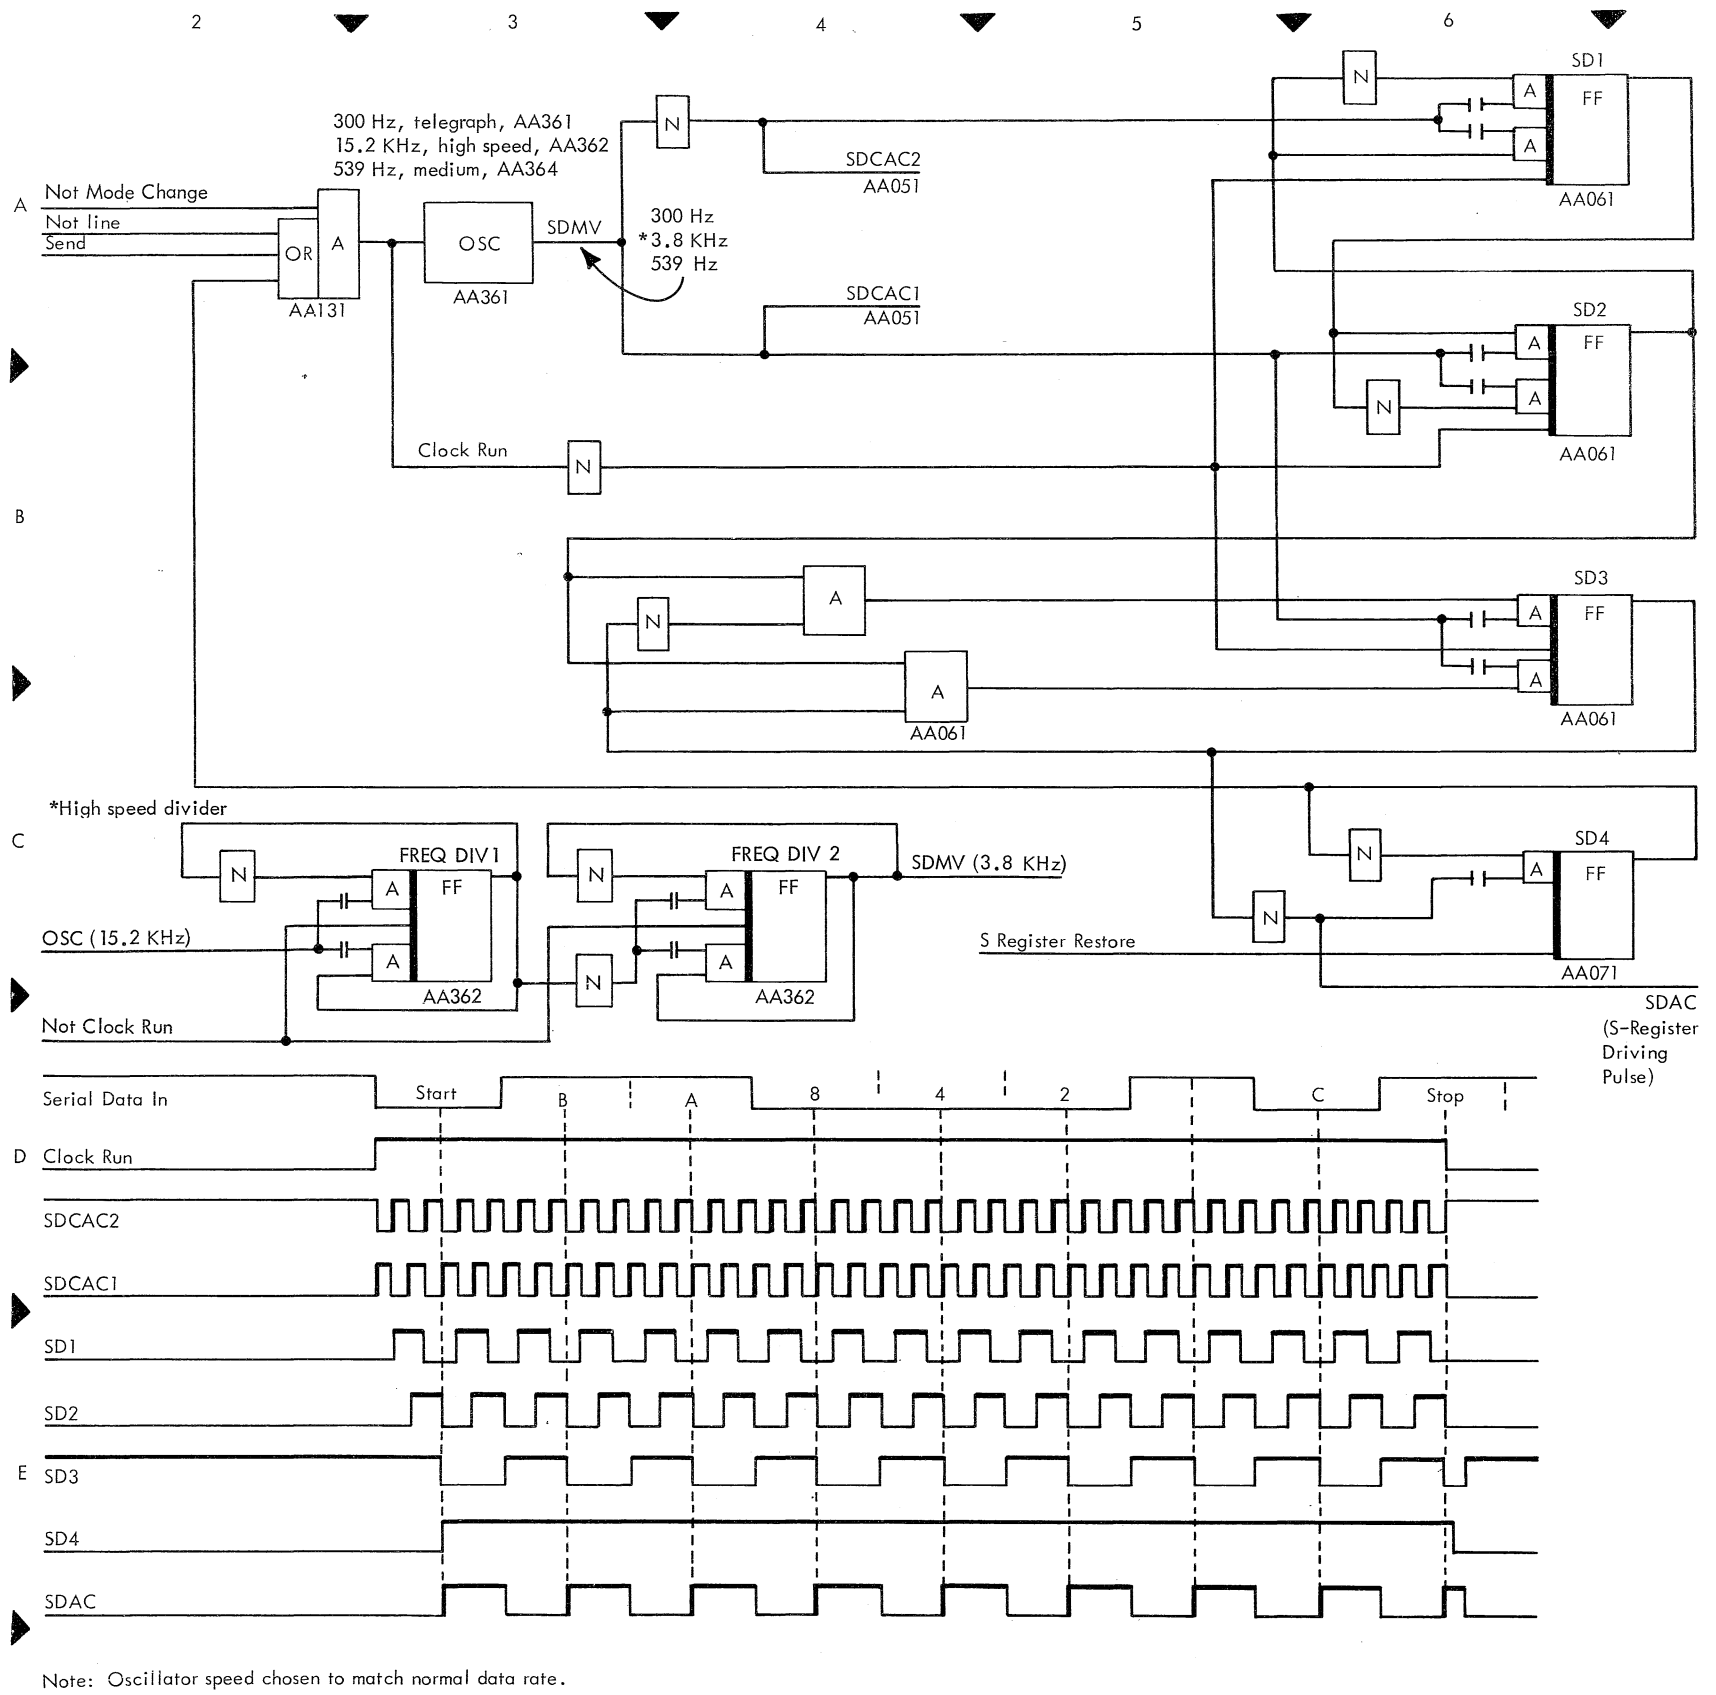 2 3 4 5 6
SD1
N
A
FF
N
A
AA061
300 Hz, telegraph, AA361
15.2 KHz, high speed, AA362
539 Hz, medium, AA364
SDCAC2
AA051
A
Not Mode Change
Not line
Send
OR
A
AA131
OSC
AA361
SDMV
300 Hz
*3.8 KHz
539 Hz
SDCAC1
AA051
SD2
A
FF
N
A
AA061
Clock Run
N
B
A
N
A
AA061
SD3
A
FF
A
AA061
*High speed divider
C
N
FREQ DIV1
A
FF
A
AA362
OSC (15.2 KHz)
Not Clock Run
N
FREQ DIV 2
A
FF
N
A
AA362
SDMV (3.8 KHz)
SD4
N
A
FF
N
AA071
S Register Restore
SDAC
(S-Register
Driving
Pulse)
Serial Data In
Start B A 8 4 2 C Stop
D
Clock Run
SDCAC2
SDCAC1
SD1
SD2
E
SD3
SD4
SDAC
Note: Oscillator speed chosen to match normal data rate.